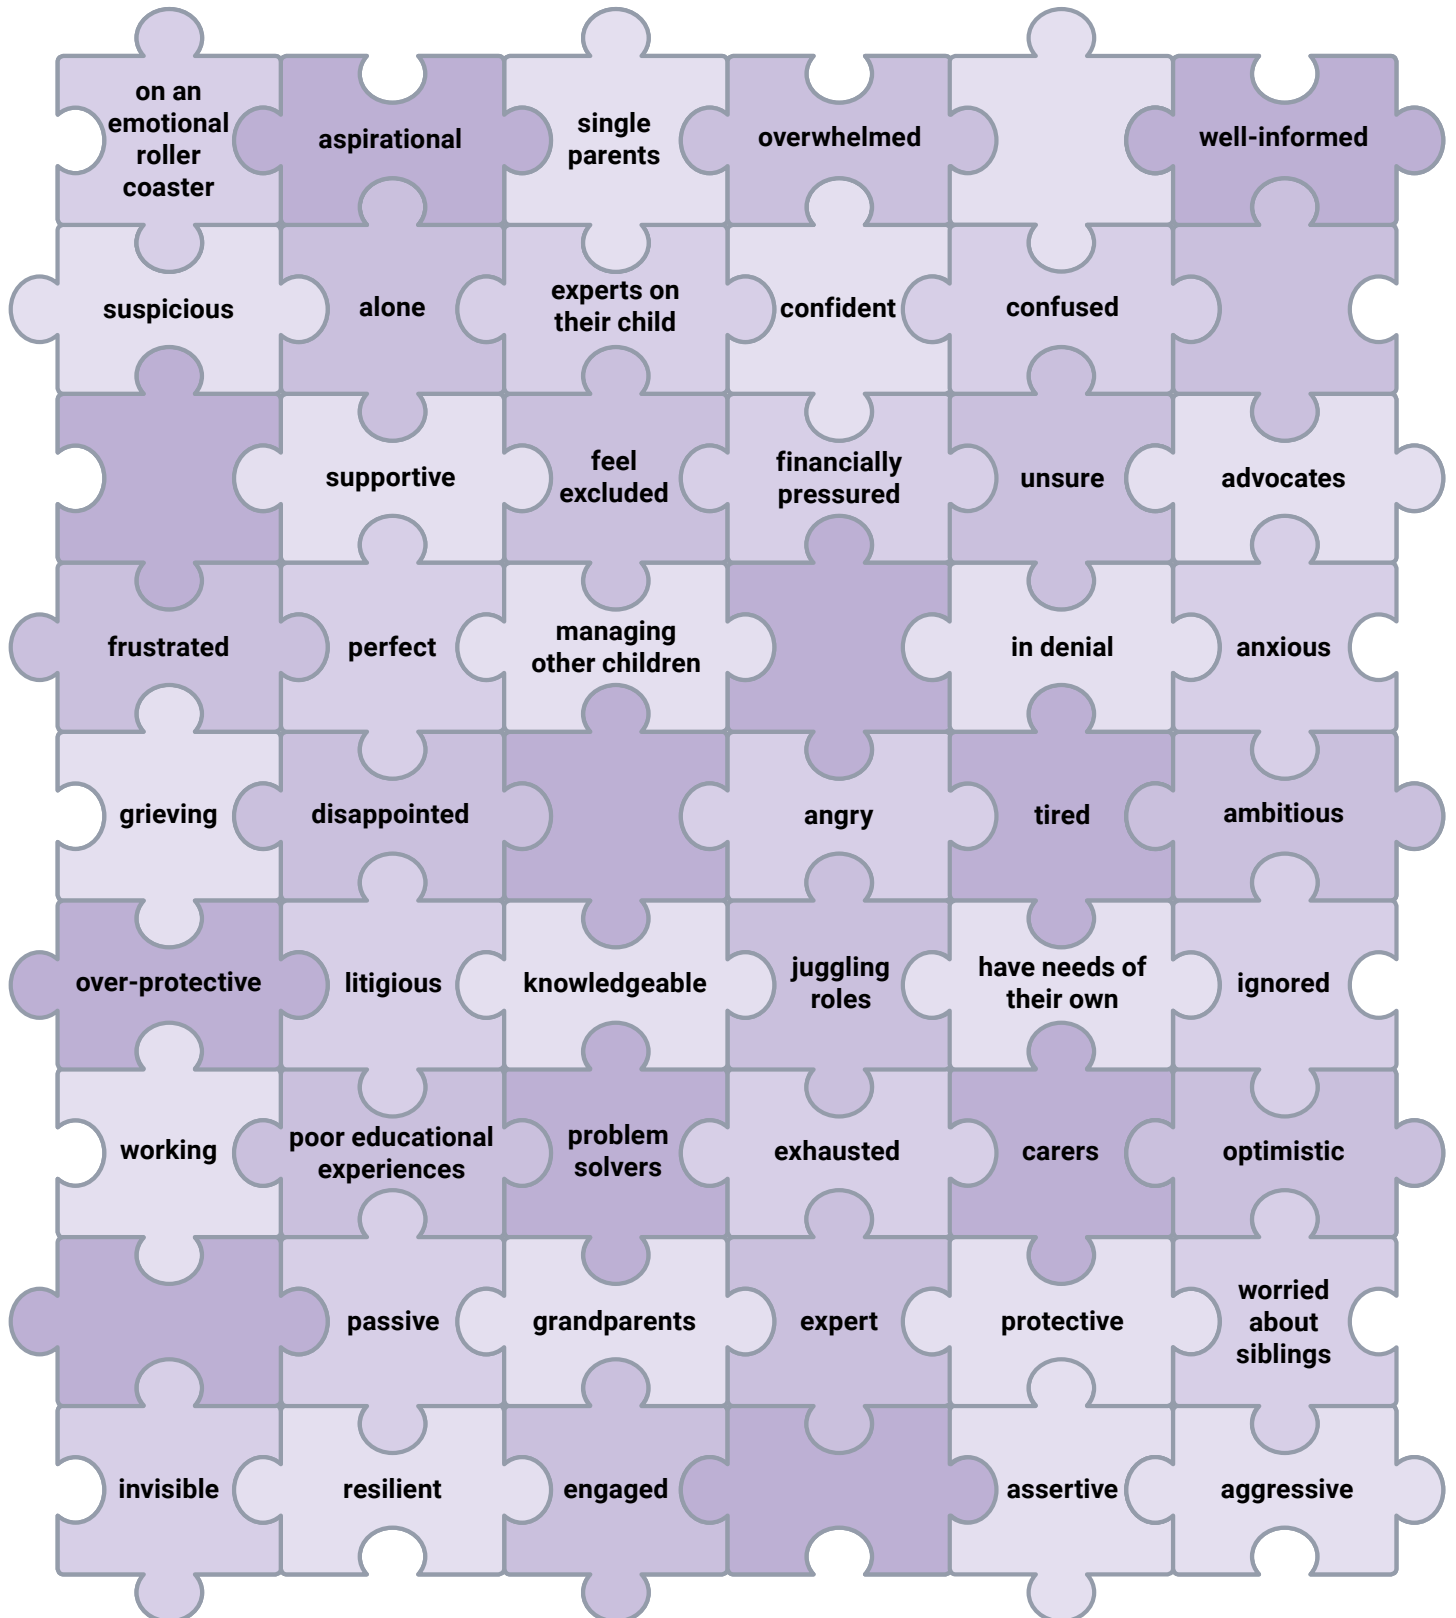 on an
emotional
roller
coaster
aspirational
single
parents
overwhelmed
well-informed
suspicious
alone
experts on
their child
confident
confused
supportive
feel
excluded
financially
pressured
unsure
advocates
frustrated
perfect
managing
other children
in denial
anxious
grieving
disappointed
angry
tired
ambitious
over-protective
litigious
knowledgeable
juggling
roles
have needs of
their own
ignored
working
poor educational
experiences
problem
solvers
exhausted
carers
optimistic
passive
grandparents
expert
protective
worried
about
siblings
invisible
resilient
engaged
assertive
aggressive